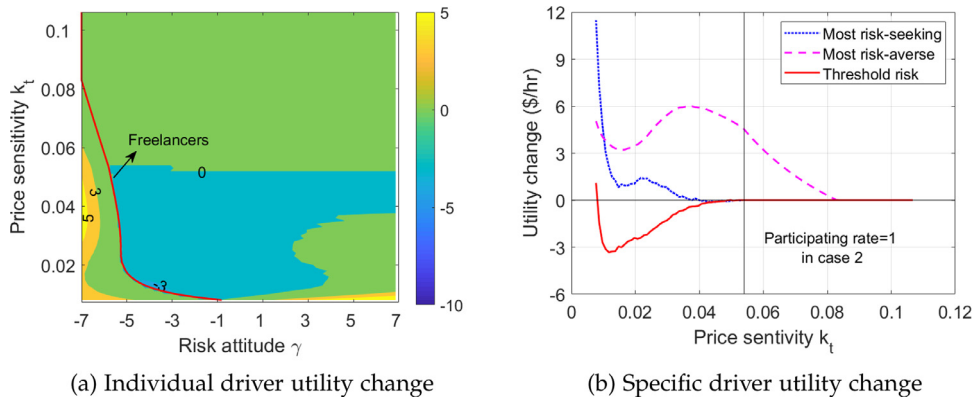 0.1
0.08
0.06
0.04
0.02
Price sensitivity k_t
Freelancers
0
3
5
-3
-7 -5 -3 -1 1 3 5 7
Risk attitude γ
5
0
-5
-10
(a) Individual driver utility change
12
9
6
3
0
-3
-6
Utility change ($/hr)
Most risk-seeking
Most risk-averse
Threshold risk
Participating rate=1
in case 2
0 0.02 0.04 0.06 0.08 0.1 0.12
Price sentivity k_t
(b) Specific driver utility change